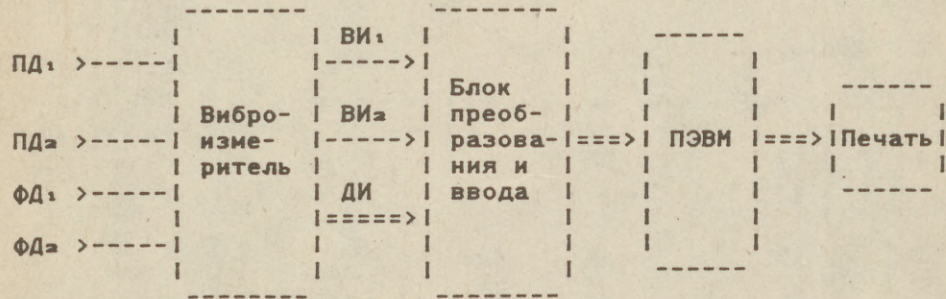 ПД₁
ПД₂
ФД₁
ФД₂
Вибро-
изме-
ритель
ВИ₁
ВИ₂
ДИ
Блок
преоб-
разова-
ния и
ввода
ПЭВМ
Печать